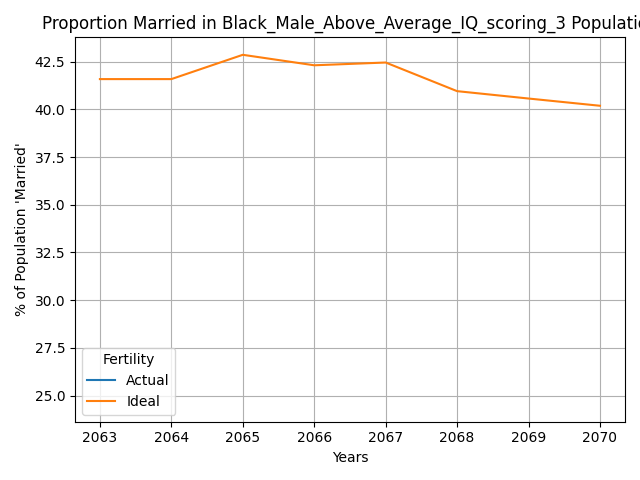 Proportion Married in Black_Male_Above_Average_IQ_scoring_3 Populatio
42.5
40.0
37.5
35.0
32.5
30.0
27.5
25.0
% of Population 'Married'
Fertility
Actual
Ideal
2063 2064 2065 2066 2067 2068 2069 2070
Years